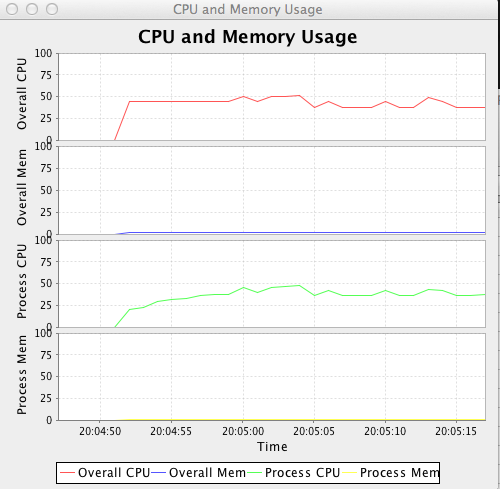 CPU and Memory Usage
CPU and Memory Usage
100
75
50
25
0
Overall CPU
100
75
50
25
0
Overall Mem
100
75
50
25
0
Process CPU
100
75
50
25
0
Process Mem
20:04:50 20:04:55 20:05:00 20:05:05 20:05:10 20:05:15
Time
Overall CPU Overall Mem Process CPU Process Mem